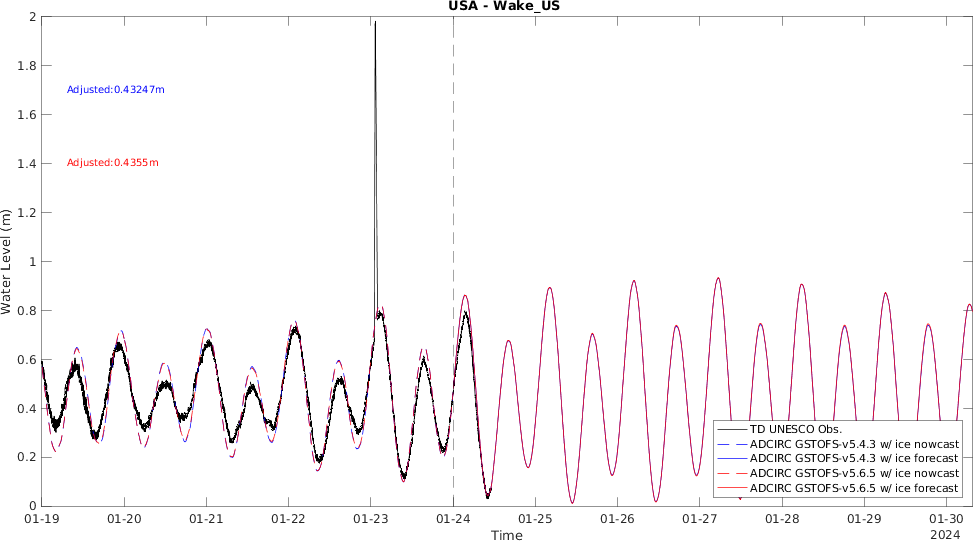 USA - Wake_US
2
1.8
1.6
1.4
1.2
1
0.8
0.6
0.4
0.2
0
Water Level (m)
Adjusted:0.43247m
Adjusted:0.4355m
TD UNESCO Obs.
ADCIRC GSTOFS-v5.4.3 w/ ice nowcast
ADCIRC GSTOFS-v5.4.3 w/ ice forecast
ADCIRC GSTOFS-v5.6.5 w/ ice nowcast
ADCIRC GSTOFS-v5.6.5 w/ ice forecast
01-19 01-20 01-21 01-22 01-23 01-24 01-25 01-26 01-27 01-28 01-29 01-30
Time
2024